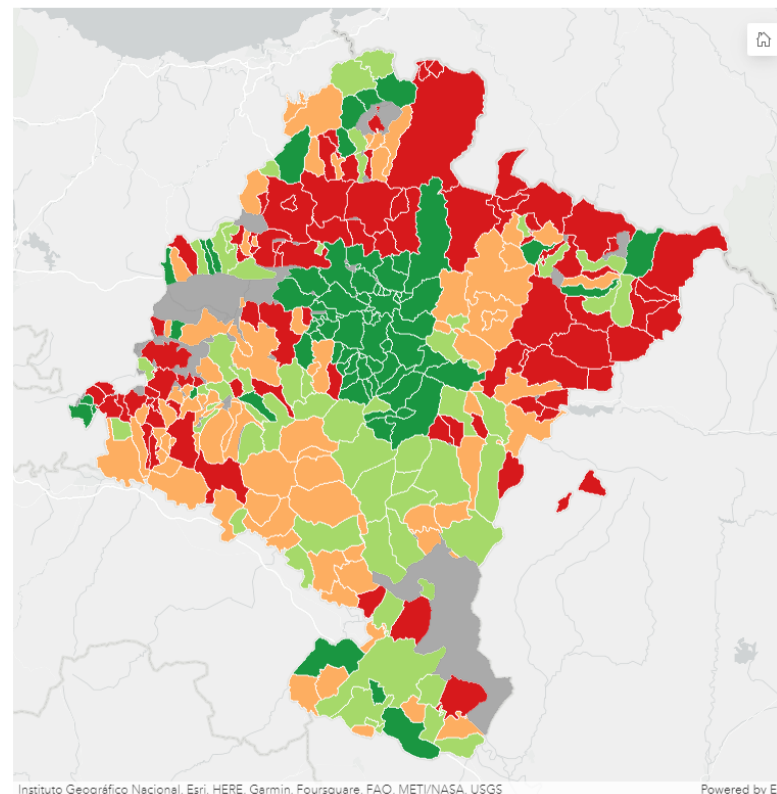 Instituto Geográfico Nacional, Esri, HERE, Garmin, Foursquare, FAO, METI/NASA, USGS
Powered by E